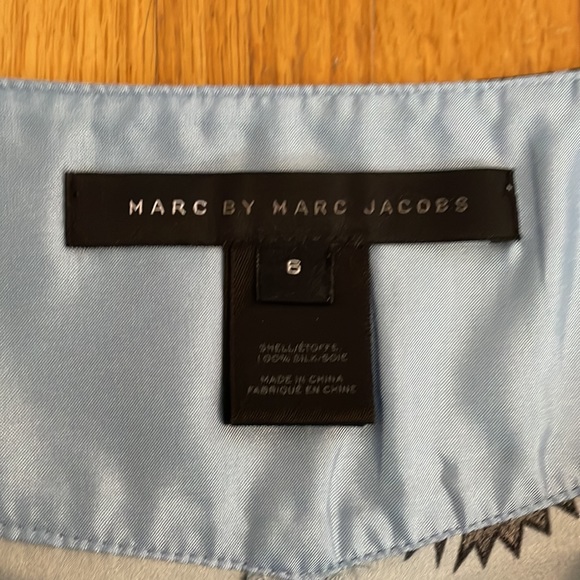 MARC BY MARC JACOBS
6
SHELL/ÉTOFFE
100% SILK/SOIE
MADE IN CHINA
FABRIQUÉ EN CHINE